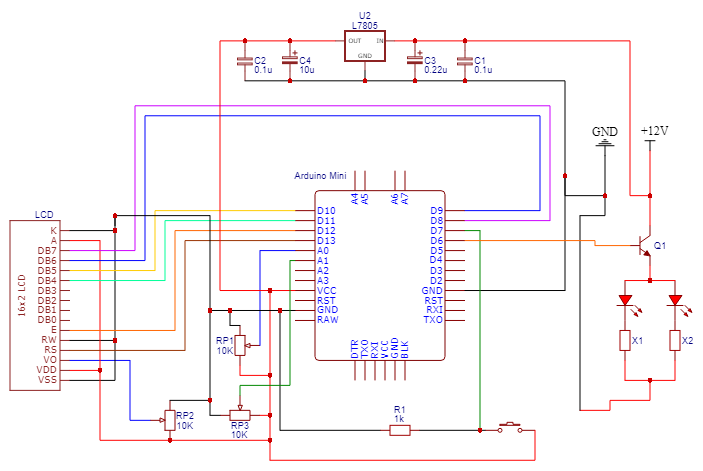 U2
L7805
OUT
IN
GND
C2
0.1u
C4
10u
+
C3
0.22u
+
C1
0.1u
GND
+12V
Arduino Mini
A4
A5
A6
A7
D10
D11
D12
D13
A0
A1
A2
A3
VCC
RST
GND
RAW
D9
D8
D7
D6
D5
D4
D3
D2
GND
RST
RXI
TXO
DTR
TXO
RXI
VCC
GND
BLK
LCD
16x2 LCD
K
A
DB7
DB6
DB5
DB4
DB3
DB2
DB1
DB0
E
RW
RS
VO
VDD
VSS
Q1
X1
X2
RP1
10K
RP2
10K
RP3
10K
R1
1k